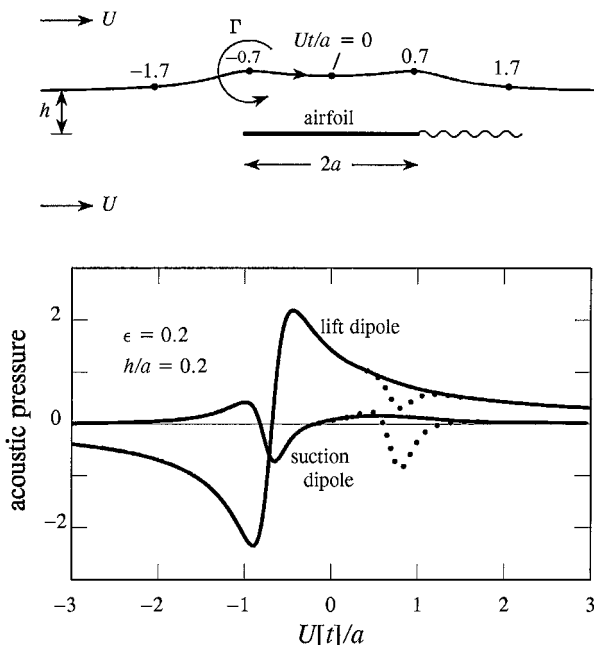 U
Γ
Ut/a = 0
−1.7
−0.7
0.7
1.7
h
airfoil
2a
U
acoustic pressure
2
0
−2
ϵ = 0.2
h/a = 0.2
lift dipole
suction
dipole
−3
−2
−1
0
1
2
3
U[t]/a